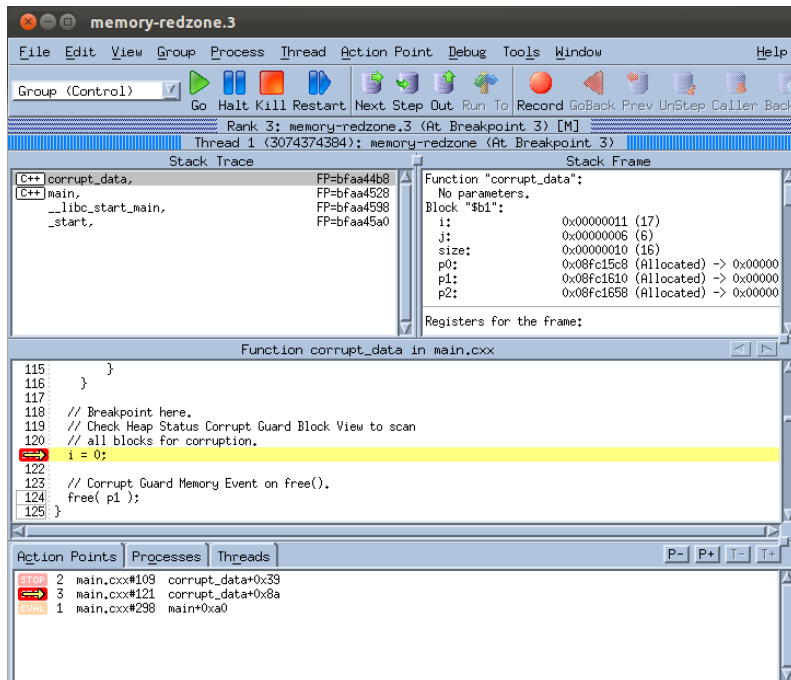 memory-redzone.3
File Edit View Group Process Thread Action Point Debug Tools Window Help
Group (Control)
Go Halt Kill Restart Next Step Out Run To Record GoBack Prev UnStep Caller Back
Rank 3: memory-redzone.3 (At Breakpoint 3) [M]
Thread 1 (3074374384): memory-redzone (At Breakpoint 3)
Stack Trace
C++ corrupt_data, FP=bfaa44b8
C++ main, FP=bfaa4528
__libc_start_main, FP=bfaa4598
_start, FP=bfaa45a0
Stack Frame
Function "corrupt_data":
No parameters.
Block "$b1":
i: 0x00000011 (17)
j: 0x00000006 (6)
size: 0x00000010 (16)
p0: 0x08fc15c8 (Allocated) -> 0x00000
p1: 0x08fc1610 (Allocated) -> 0x00000
p2: 0x08fc1658 (Allocated) -> 0x00000
Registers for the frame:
Function corrupt_data in main.cxx
115 }
116 }
117
118 // Breakpoint here.
119 // Check Heap Status Corrupt Guard Block View to scan
120 // all blocks for corruption.
i = 0;
122
123 // Corrupt Guard Memory Event on free().
124 free( p1 );
125 }
Action Points Processes Threads P- P+ T- T+
STOP 2 main.cxx#109 corrupt_data+0x39
3 main.cxx#121 corrupt_data+0x8a
EVAL 1 main.cxx#298 main+0xa0